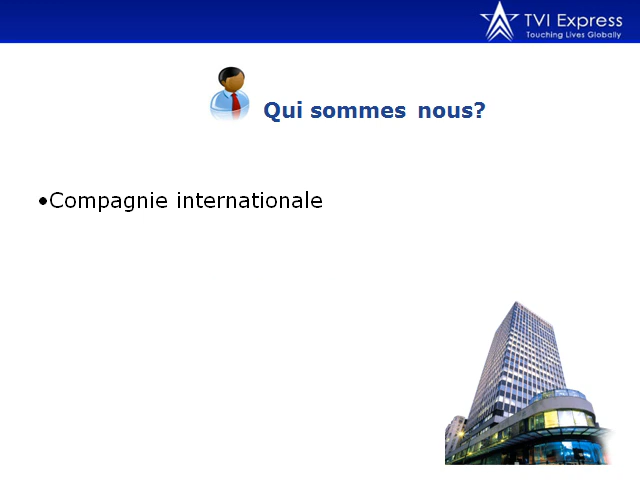 TVI Express
Touching Lives Globally
Qui sommes nous?
•Compagnie internationale